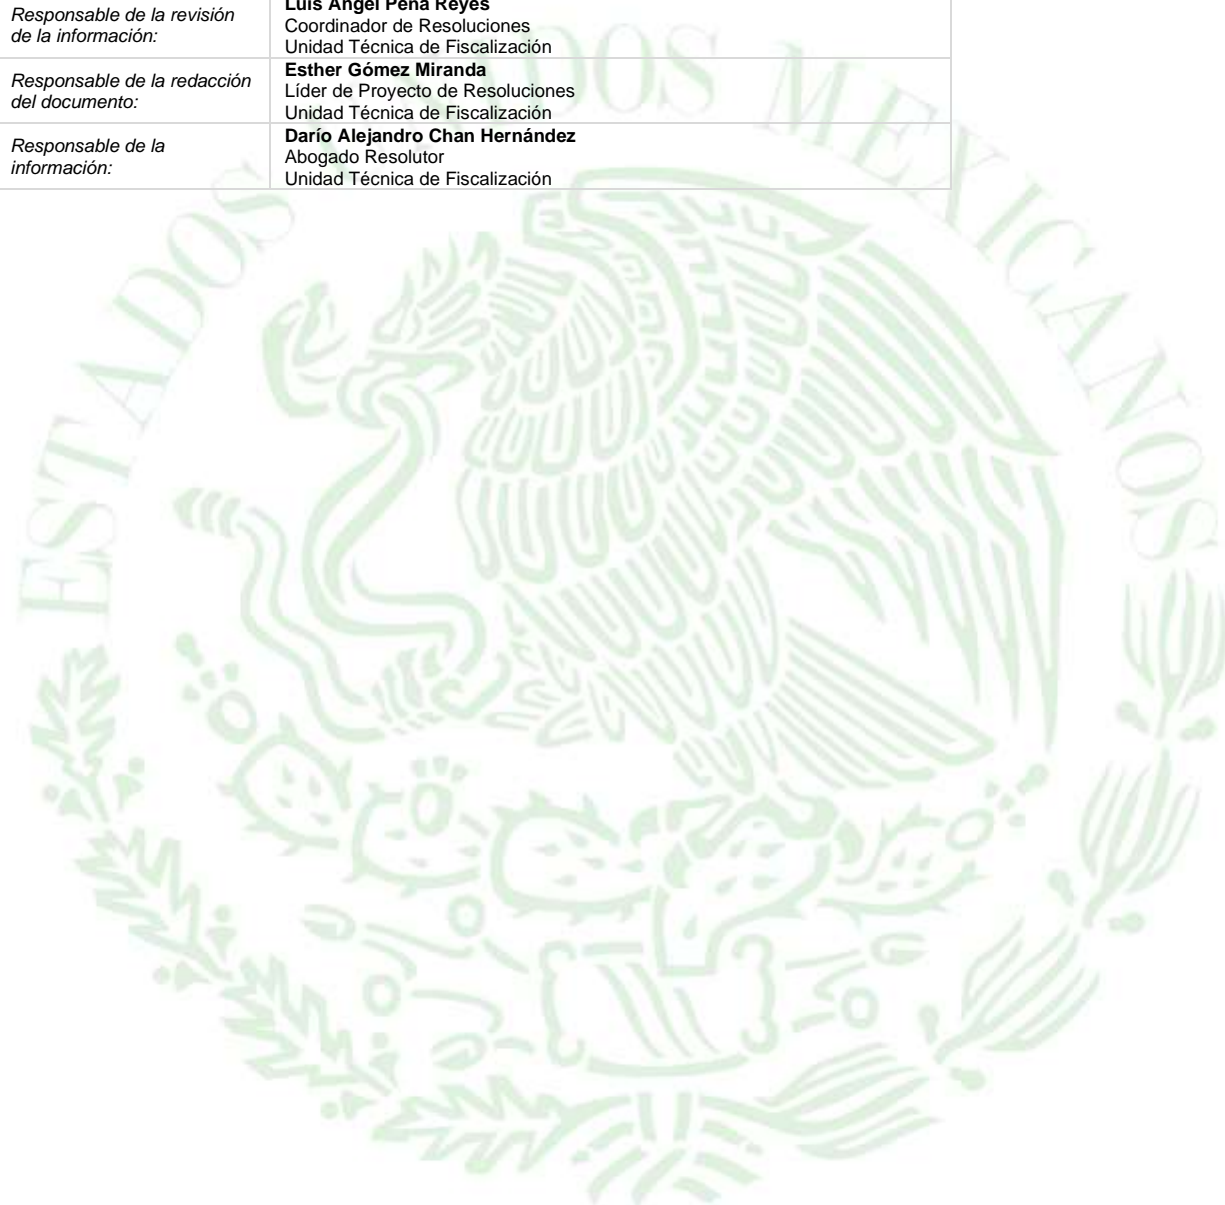 Responsable de la revisión
de la información:
Luis Ángel Peña Reyes
Coordinador de Resoluciones
Unidad Técnica de Fiscalización
Responsable de la redacción
del documento:
Esther Gómez Miranda
Líder de Proyecto de Resoluciones
Unidad Técnica de Fiscalización
Responsable de la
información:
Darío Alejandro Chan Hernández
Abogado Resolutor
Unidad Técnica de Fiscalización
ESTADOS UNIDOS MEXICANOS